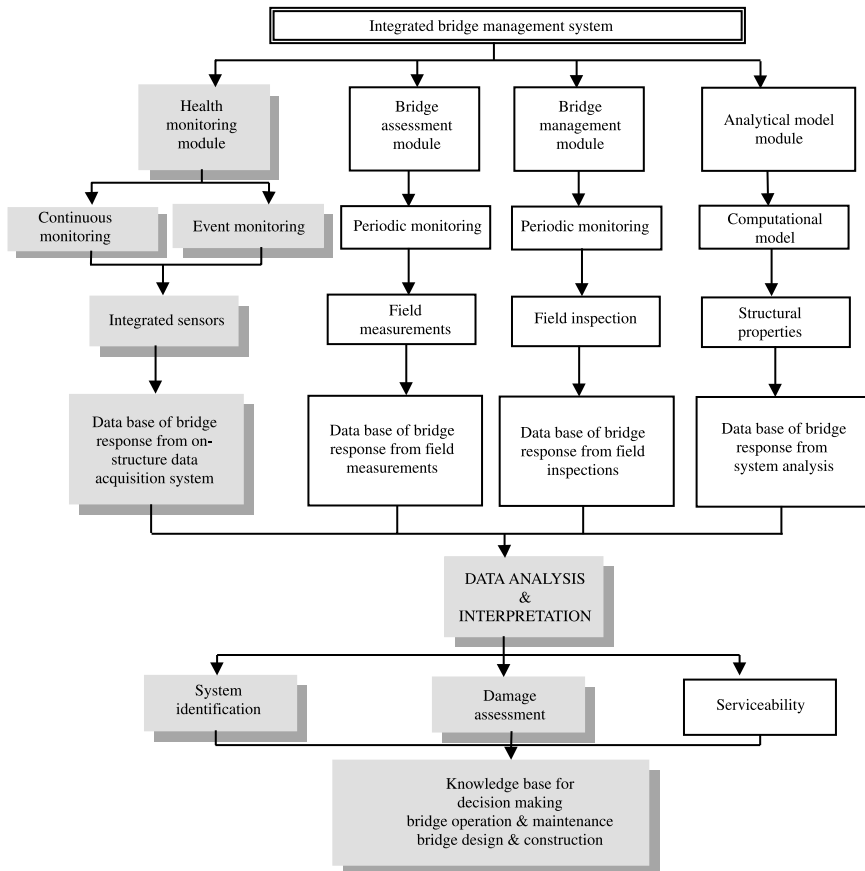 Integrated bridge management system
Health
monitoring
module
Bridge
assessment
module
Bridge
management
module
Analytical model
module
Continuous
monitoring
Event monitoring
Periodic monitoring
Periodic monitoring
Computational
model
Integrated sensors
Field
measurements
Field inspection
Structural
properties
Data base of bridge
response from on-
structure data
acquisition system
Data base of bridge
response from field
measurements
Data base of bridge
response from field
inspections
Data base of bridge
response from
system analysis
DATA ANALYSIS
&
INTERPRETATION
System
identification
Damage
assessment
Serviceability
Knowledge base for
decision making
bridge operation & maintenance
bridge design & construction